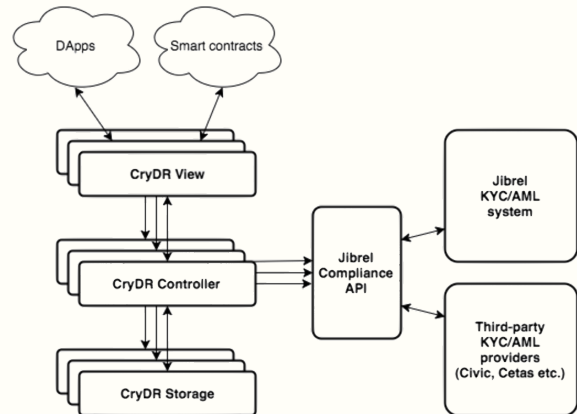 DApps
Smart contracts
CryDR View
CryDR Controller
CryDR Storage
Jibrel
Compliance
API
Jibrel
KYC/AML
system
Third-party
KYC/AML
providers
(Civic, Cetas etc.)